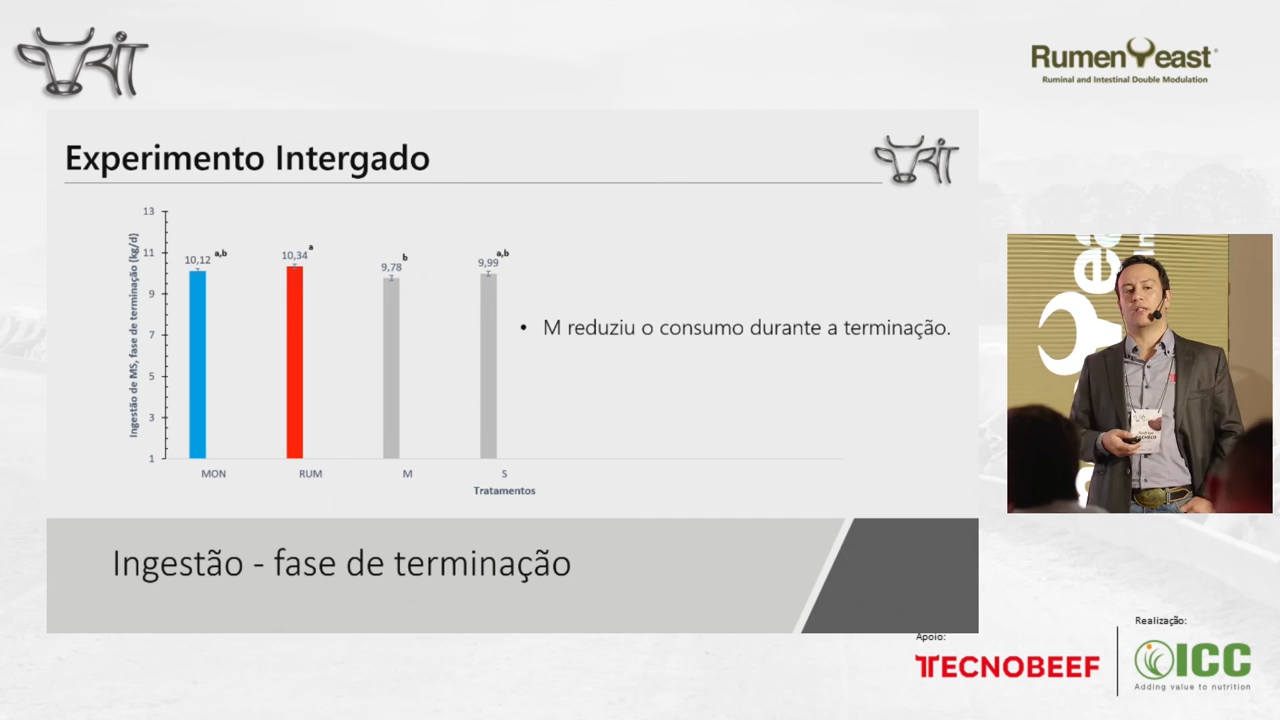 RIT
RumenYeast®
Ruminal and Intestinal Double Modulation
Experimento Intergado
RIT
Ingestão de MS, fase de terminação (kg/d)
13
11
9
7
5
3
1
10,12 a,b
10,34 a
9,78 b
9,99 a,b
MON RUM M S
Tratamentos
• M reduziu o consumo durante a terminação.
Ingestão - fase de terminação
Apoio:
TECNOBEEF
Realização:
ICC
Adding value to nutrition